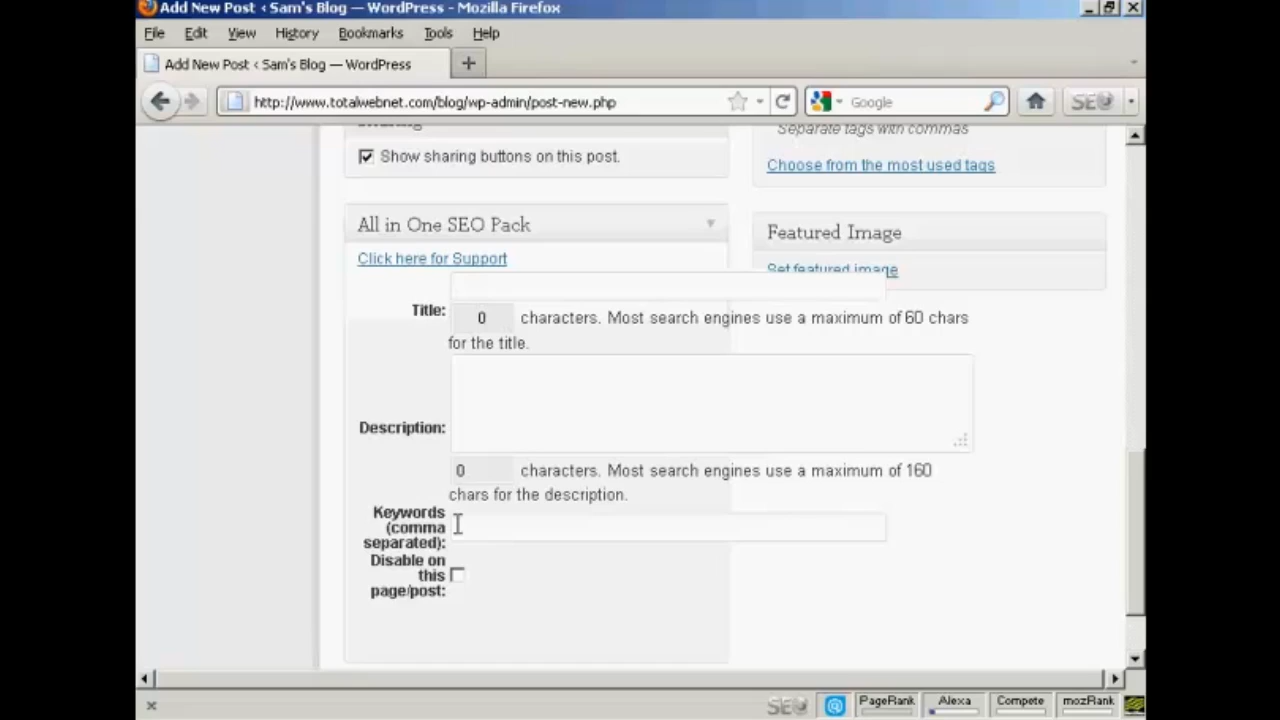 Add New Post ‹ Sam's Blog — WordPress - Mozilla Firefox
File Edit View History Bookmarks Tools Help
Add New Post ‹ Sam's Blog — WordPress
http://www.totalwebnet.com/blog/wp-admin/post-new.php
Google
SEO
Sharing
Show sharing buttons on this post.
Separate tags with commas
Choose from the most used tags
All in One SEO Pack
Click here for Support
Featured Image
Set featured image
Title:
0 characters. Most search engines use a maximum of 60 chars
for the title.
Description:
0 characters. Most search engines use a maximum of 160
chars for the description.
Keywords
(comma
separated):
Disable on
this
page/post:
SEO
PageRank
Alexa
Compete
mozRank